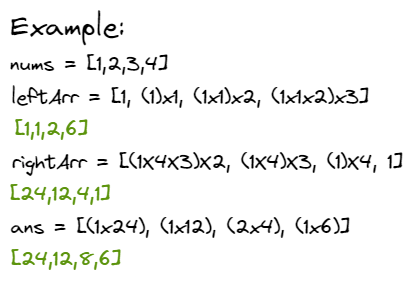 Example:
nums = [1,2,3,4]
leftArr = [1, (1)x1, (1x1)x2, (1x1x2)x3]
[1,1,2,6]
rightArr = [(1x4x3)x2, (1x4)x3, (1)x4, 1]
[24,12,4,1]
ans = [(1x24), (1x12), (2x4), (1x6)]
[24,12,8,6]